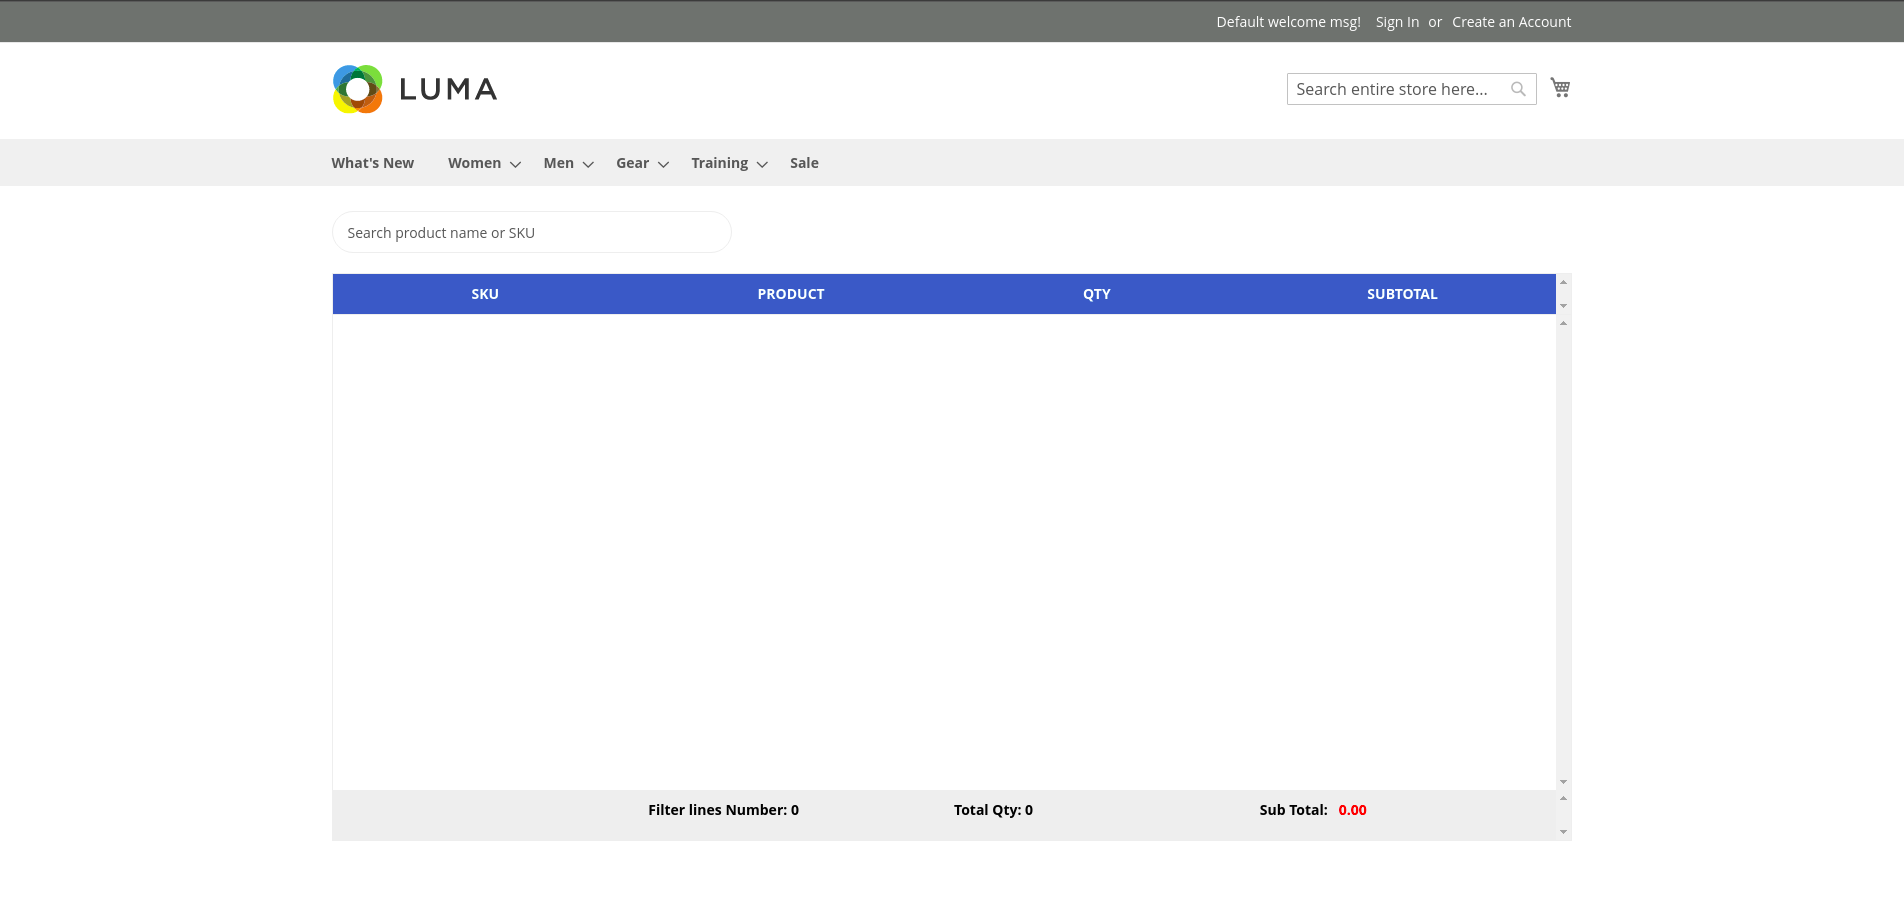 Default welcome msg! Sign In or Create an Account
LUMA
Search entire store here...
What's New Women Men Gear Training Sale
Search product name or SKU
SKU PRODUCT QTY SUBTOTAL
Filter lines Number: 0 Total Qty: 0 Sub Total: 0.00